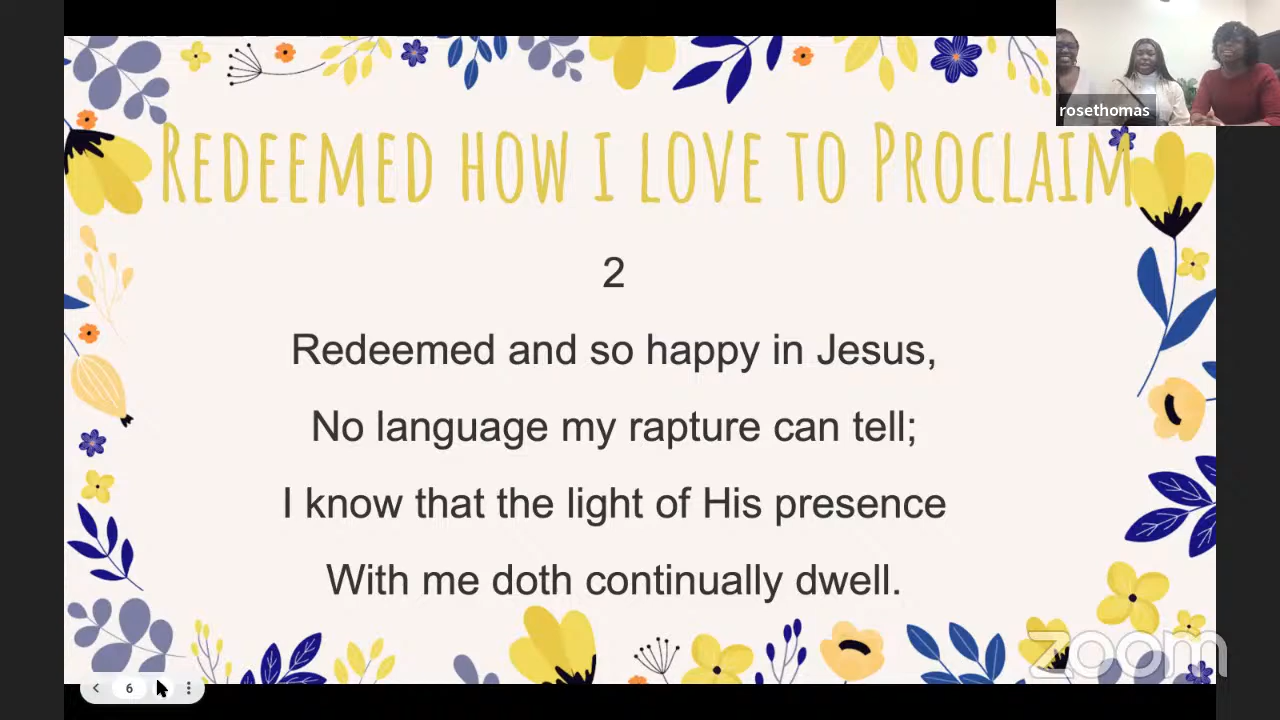 rosethomas
REDEEMED HOW I LOVE TO PROCLAIM
2
Redeemed and so happy in Jesus,
No language my rapture can tell;
I know that the light of His presence
With me doth continually dwell.
zoom
6